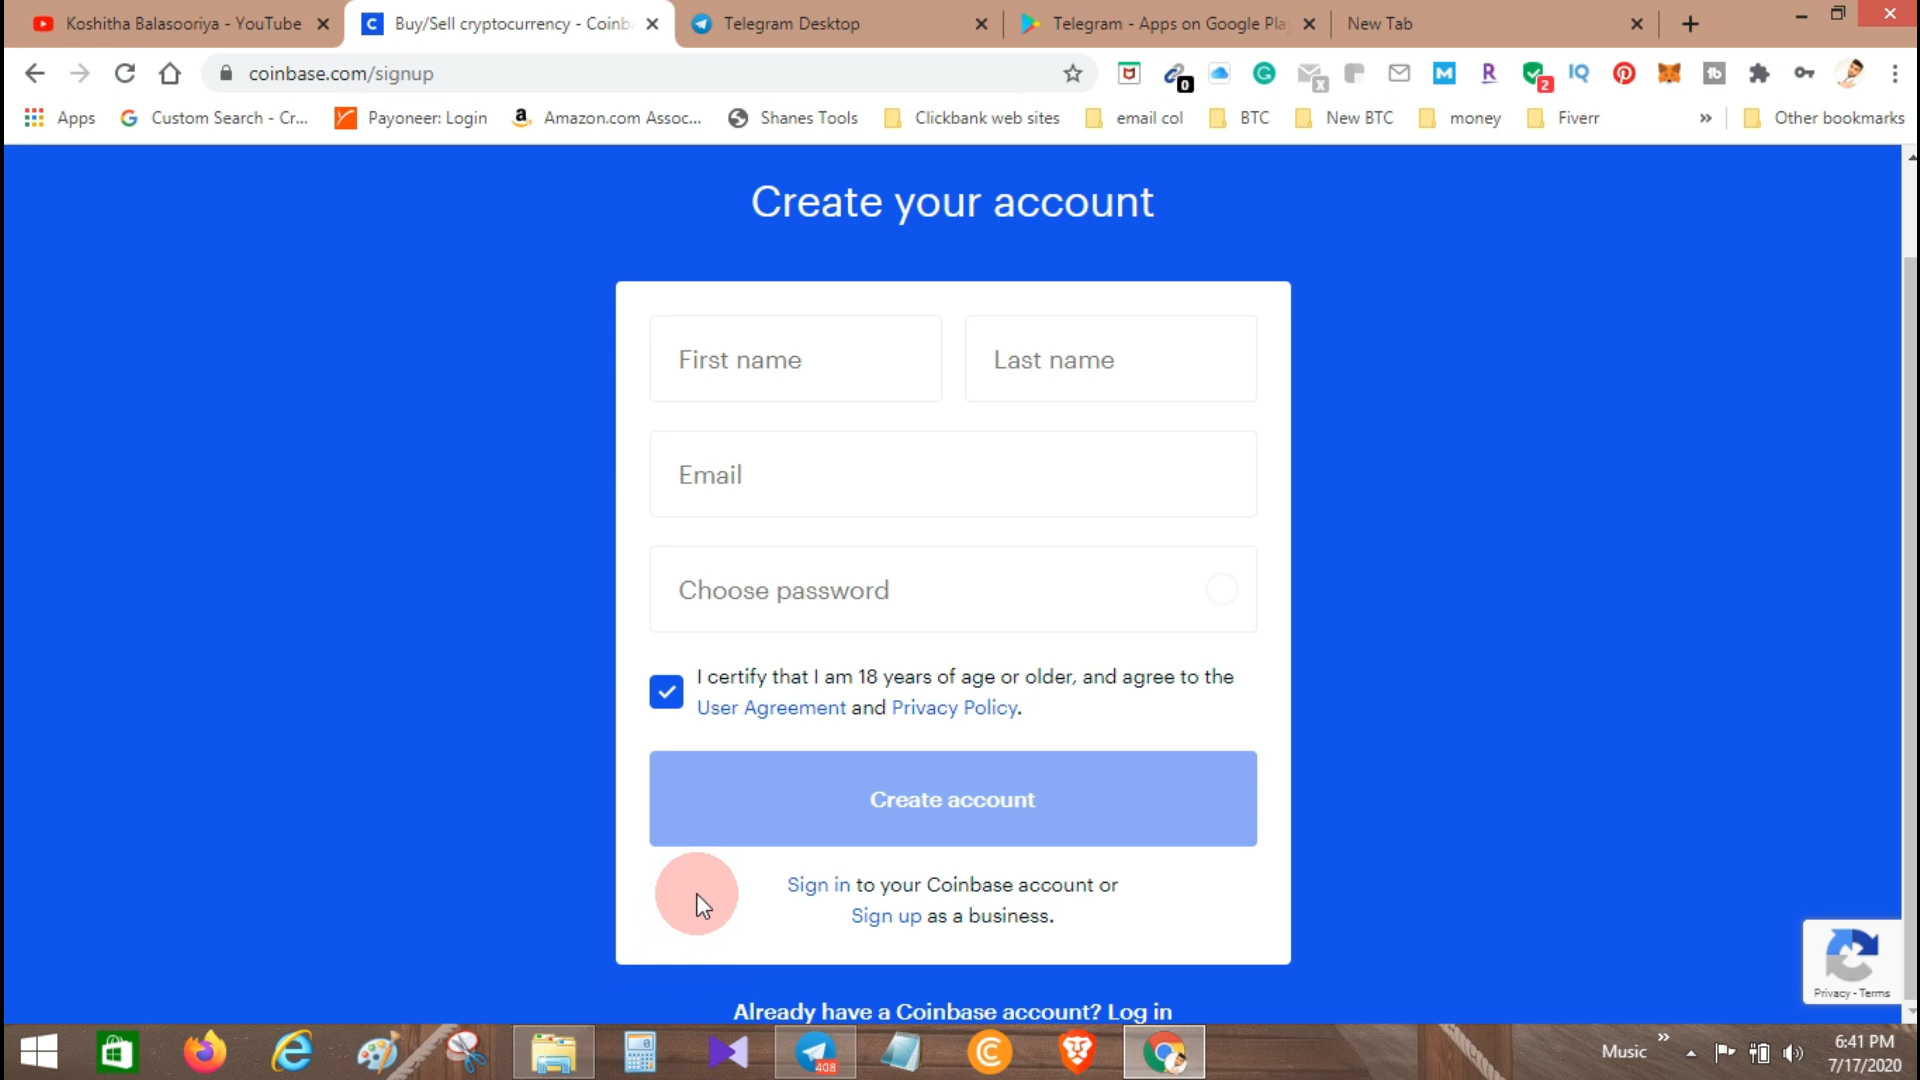 Koshitha Balasooriya - YouTube
Buy/Sell cryptocurrency - Coinb
Telegram Desktop
Telegram - Apps on Google Pla
New Tab
coinbase.com/signup
0
x
M
R
2
IQ
Apps
Custom Search - Cr...
Payoneer: Login
Amazon.com Assoc...
Shanes Tools
Clickbank web sites
email col
BTC
New BTC
money
Fiverr
»
Other bookmarks
Create your account
First name
Last name
Email
Choose password
I certify that I am 18 years of age or older, and agree to the
User Agreement and Privacy Policy.
Create account
Sign in to your Coinbase account or
Sign up as a business.
Privacy - Terms
Already have a Coinbase account? Log in
408
Music
»
6:41 PM
7/17/2020